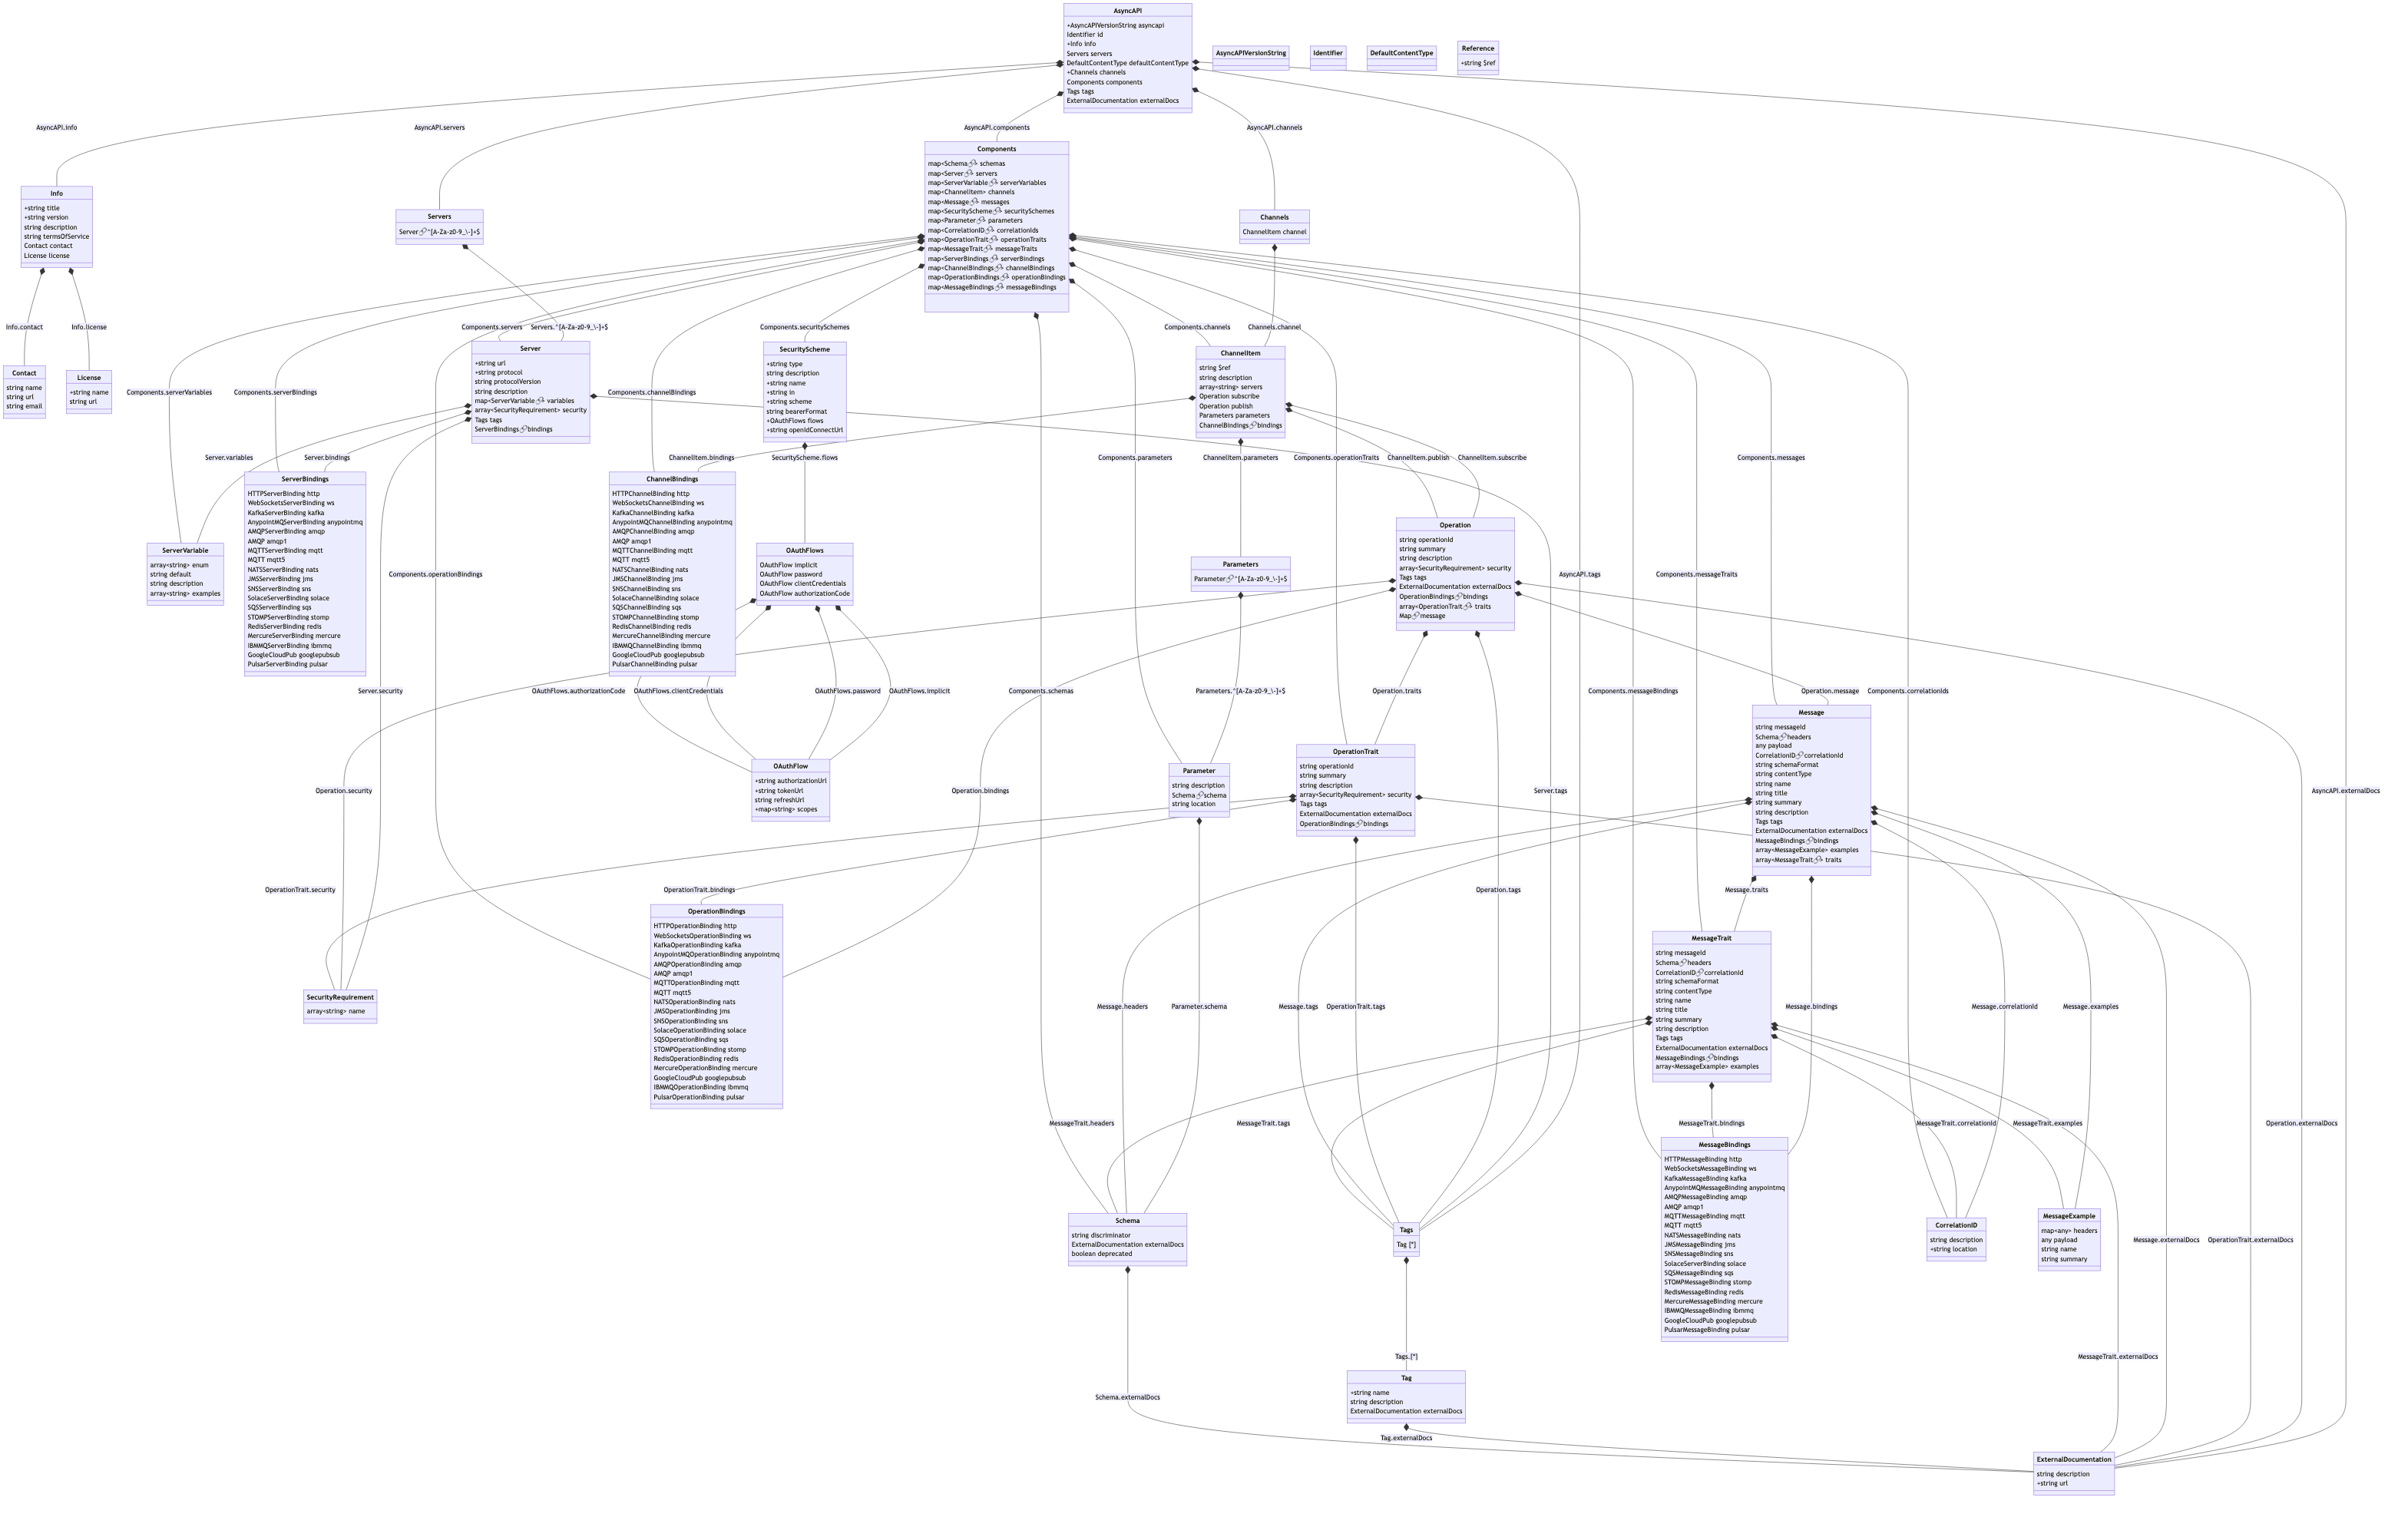 AsyncAPI
+AsyncAPIVersionString asyncapi
Identifier id
+Info info
Servers servers
DefaultContentType defaultContentType
+Channels channels
Components components
Tags tags
ExternalDocumentation externalDocs
AsyncAPIVersionString
Identifier
DefaultContentType
Reference
+string $ref
AsyncAPI.info
AsyncAPI.servers
AsyncAPI.components
AsyncAPI.channels
Components
map<Schema🔗> schemas
map<Server🔗> servers
map<ServerVariable🔗> serverVariables
map<ChannelItem> channels
map<Message🔗> messages
map<SecurityScheme🔗> securitySchemes
map<Parameter🔗> parameters
map<CorrelationID🔗> correlationIds
map<OperationTrait🔗> operationTraits
map<MessageTrait🔗> messageTraits
map<ServerBindings🔗> serverBindings
map<ChannelBindings🔗> channelBindings
map<OperationBindings🔗> operationBindings
map<MessageBindings🔗> messageBindings
Info
+string title
+string version
string description
string termsOfService
Contact contact
License license
Servers
Server🔗^[A-Za-z0-9_\-]+$
Channels
ChannelItem channel
Info.contact
Info.license
Components.servers
Servers.^[A-Za-z0-9_\-]+$
Components.securitySchemes
Components.channels
Channels.channel
Contact
string name
string url
string email
License
+string name
string url
Components.serverVariables
Components.serverBindings
Server
+string url
+string protocol
string protocolVersion
string description
map<ServerVariable🔗> variables
array<SecurityRequirement> security
Tags tags
ServerBindings🔗bindings
Components.channelBindings
SecurityScheme
+string type
string description
+string name
+string in
+string scheme
string bearerFormat
+OAuthFlows flows
+string openIdConnectUrl
ChannelItem
string $ref
string description
array<string> servers
Operation subscribe
Operation publish
Parameters parameters
ChannelBindings🔗bindings
Server.variables
Server.bindings
ChannelItem.bindings
SecurityScheme.flows
Components.parameters
ChannelItem.parameters
Components.operationTraits
ChannelItem.publish
ChannelItem.subscribe
Components.messages
ServerBindings
HTTPServerBinding http
WebSocketsServerBinding ws
KafkaServerBinding kafka
AnypointMQServerBinding anypointmq
AMQPServerBinding amqp
AMQP amqp1
MQTTServerBinding mqtt
MQTT mqtt5
NATSServerBinding nats
JMSServerBinding jms
SNSServerBinding sns
SolaceServerBinding solace
SQSServerBinding sqs
STOMPServerBinding stomp
RedisServerBinding redis
MercureServerBinding mercure
IBMMQServerBinding ibmmq
GoogleCloudPub googlepubsub
PulsarServerBinding pulsar
ChannelBindings
HTTPChannelBinding http
WebSocketsChannelBinding ws
KafkaChannelBinding kafka
AnypointMQChannelBinding anypointmq
AMQPChannelBinding amqp
AMQP amqp1
MQTTChannelBinding mqtt
MQTT mqtt5
NATSChannelBinding nats
JMSChannelBinding jms
SNSChannelBinding sns
SolaceChannelBinding solace
SQSChannelBinding sqs
STOMPChannelBinding stomp
RedisChannelBinding redis
MercureChannelBinding mercure
IBMMQChannelBinding ibmmq
GoogleCloudPub googlepubsub
PulsarChannelBinding pulsar
ServerVariable
array<string> enum
string default
string description
array<string> examples
Components.operationBindings
OAuthFlows
OAuthFlow implicit
OAuthFlow password
OAuthFlow clientCredentials
OAuthFlow authorizationCode
Parameters
Parameter🔗^[A-Za-z0-9_\-]+$
Operation
string operationId
string summary
string description
array<SecurityRequirement> security
Tags tags
ExternalDocumentation externalDocs
OperationBindings🔗bindings
array<OperationTrait🔗> traits
Map🔗message
AsyncAPI.tags
Components.messageTraits
Server.security
OAuthFlows.authorizationCode
OAuthFlows.clientCredentials
OAuthFlows.password
OAuthFlows.implicit
Components.schemas
Parameters.^[A-Za-z0-9_\-]+$
Operation.traits
Components.messageBindings
Operation.message
Components.correlationIds
Operation.security
OAuthFlow
+string authorizationUrl
+string tokenUrl
string refreshUrl
+map<string> scopes
Operation.bindings
Parameter
string description
Schema🔗schema
string location
OperationTrait
string operationId
string summary
string description
array<SecurityRequirement> security
Tags tags
ExternalDocumentation externalDocs
OperationBindings🔗bindings
Server.tags
Message
string messageId
Schema🔗headers
any payload
CorrelationID🔗correlationId
string schemaFormat
string contentType
string name
string title
string summary
string description
Tags tags
ExternalDocumentation externalDocs
MessageBindings🔗bindings
array<MessageExample> examples
array<MessageTrait🔗> traits
AsyncAPI.externalDocs
OperationTrait.security
OperationTrait.bindings
Operation.tags
Message.traits
OperationBindings
HTTPOperationBinding http
WebSocketsOperationBinding ws
KafkaOperationBinding kafka
AnypointMQOperationBinding anypointmq
AMQPOperationBinding amqp
AMQP amqp1
MQTTOperationBinding mqtt
MQTT mqtt5
NATSOperationBinding nats
JMSOperationBinding jms
SNSOperationBinding sns
SolaceOperationBinding solace
SQSOperationBinding sqs
STOMPOperationBinding stomp
RedisOperationBinding redis
MercureOperationBinding mercure
GoogleCloudPub googlepubsub
IBMMQOperationBinding ibmmq
PulsarOperationBinding pulsar
SecurityRequirement
array<string> name
Message.headers
Parameter.schema
Message.tags
OperationTrait.tags
MessageTrait
string messageId
Schema🔗headers
CorrelationID🔗correlationId
string schemaFormat
string contentType
string name
string title
string summary
string description
Tags tags
ExternalDocumentation externalDocs
MessageBindings🔗bindings
array<MessageExample> examples
Message.bindings
Message.correlationId
Message.examples
MessageTrait.headers
MessageTrait.tags
MessageTrait.bindings
MessageTrait.correlationId
MessageTrait.examples
Operation.externalDocs
MessageBindings
HTTPMessageBinding http
WebSocketsMessageBinding ws
KafkaMessageBinding kafka
AnypointMQMessageBinding anypointmq
AMQPMessageBinding amqp
AMQP amqp1
MQTTMessageBinding mqtt
MQTT mqtt5
NATSMessageBinding nats
JMSMessageBinding jms
SNSMessageBinding sns
SolaceServerBinding solace
SQSMessageBinding sqs
STOMPMessageBinding stomp
RedisMessageBinding redis
MercureMessageBinding mercure
IBMMQMessageBinding ibmmq
GoogleCloudPub googlepubsub
PulsarMessageBinding pulsar
Schema
string discriminator
ExternalDocumentation externalDocs
boolean deprecated
Tags
Tag [*]
CorrelationID
string description
+string location
MessageExample
map<any> headers
any payload
string name
string summary
Message.externalDocs
OperationTrait.externalDocs
Tags.[*]
MessageTrait.externalDocs
Schema.externalDocs
Tag
+string name
string description
ExternalDocumentation externalDocs
Tag.externalDocs
ExternalDocumentation
string description
+string url